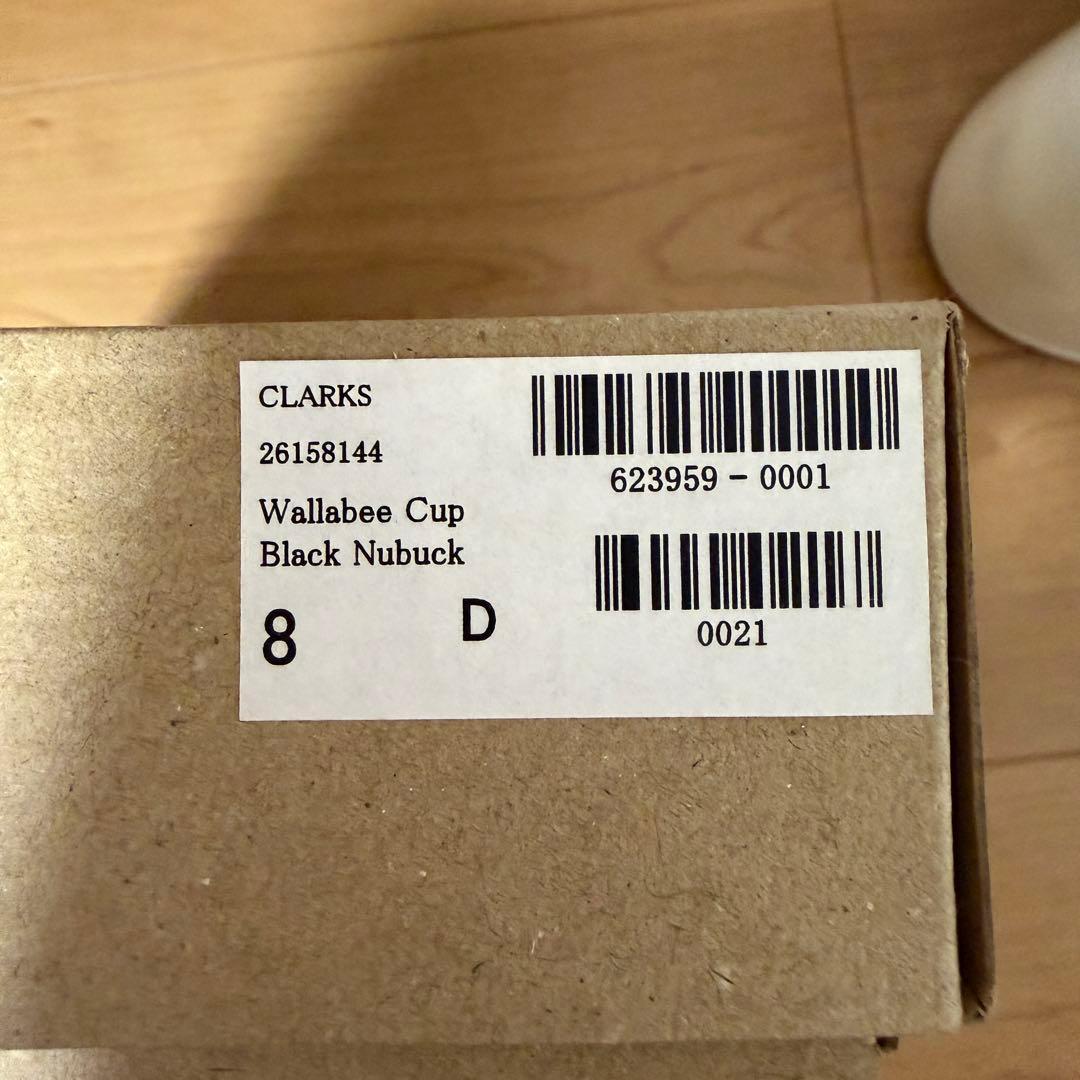 CLARKS
26158144
Wallabee Cup
Black Nubuck
8 D
623959 - 0001
0021